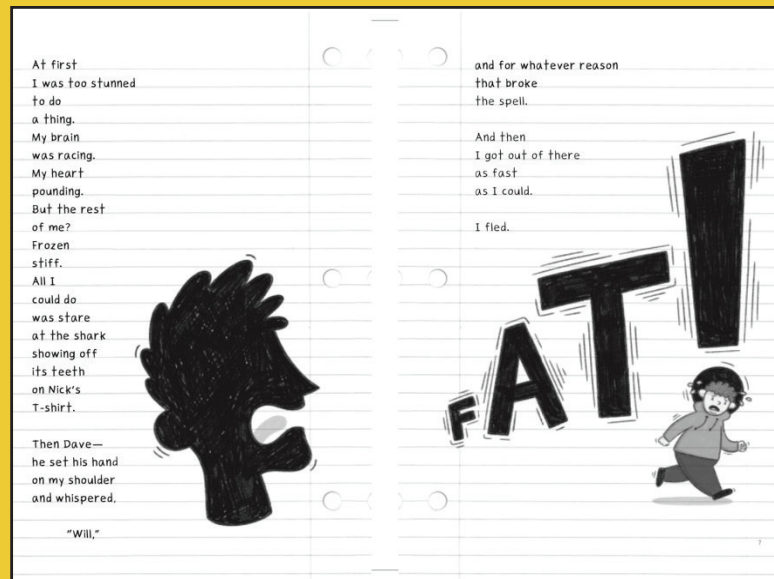 At first
I was too stunned
to do
a thing.
My brain
was racing.
My heart
pounding.
But the rest
of me?
Frozen
stiff.
All I
could do
was stare
at the shark
showing off
its teeth
on Nick's
T-shirt.
Then Dave—
he set his hand
on my shoulder
and whispered,
"Will,"
and for whatever reason
that broke
the spell.
And then
I got out of there
as fast
as I could.
I fled.
FAT!
7